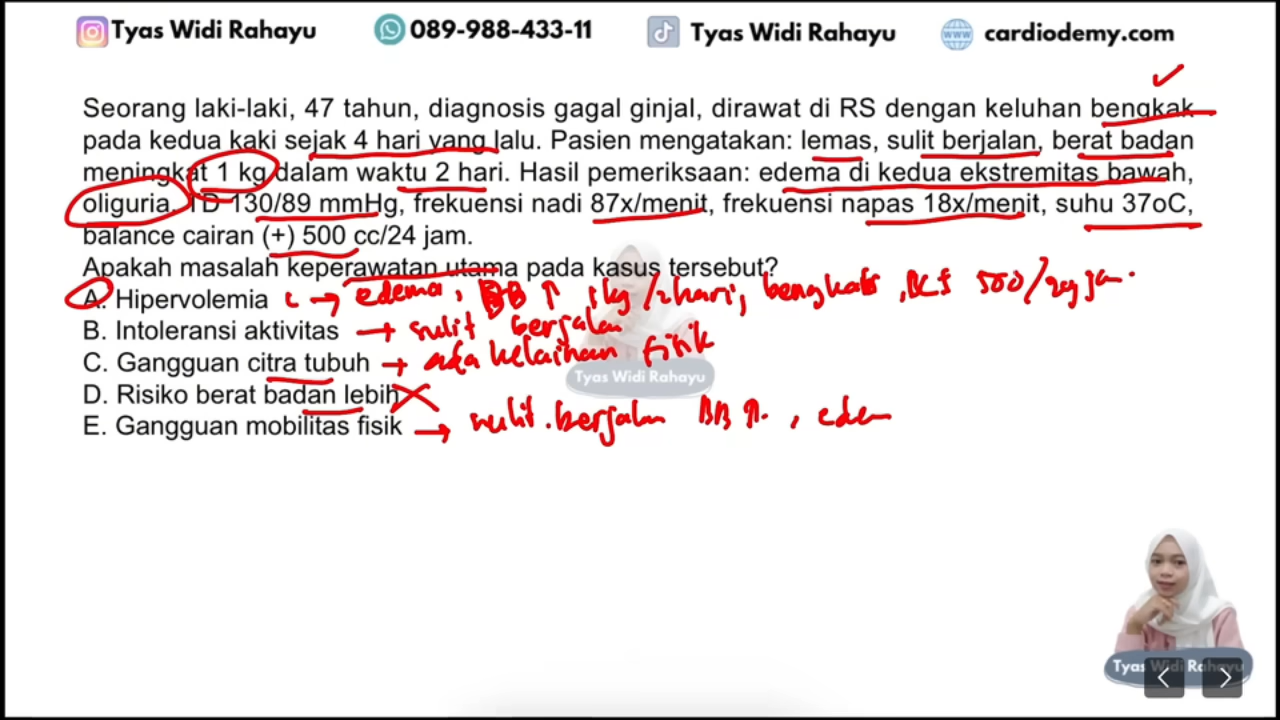 Tyas Widi Rahayu 089-988-433-11 Tyas Widi Rahayu cardiodemy.com
Seorang laki-laki, 47 tahun, diagnosis gagal ginjal, dirawat di RS dengan keluhan bengkak
pada kedua kaki sejak 4 hari yang lalu. Pasien mengatakan: lemas, sulit berjalan, berat badan
meningkat 1 kg dalam waktu 2 hari. Hasil pemeriksaan: edema di kedua ekstremitas bawah,
oliguria, TD 130/89 mmHg, frekuensi nadi 87x/menit, frekuensi napas 18x/menit, suhu 37oC,
balance cairan (+) 500 cc/24 jam.
Apakah masalah keperawatan utama pada kasus tersebut?
A. Hipervolemia → edema, BB ↑ 1kg/2hari, bengkak, 500/24 jam.
B. Intoleransi aktivitas → sulit berjalan
C. Gangguan citra tubuh → ada kelainan fisik
D. Risiko berat badan lebih
E. Gangguan mobilitas fisik → sulit berjalan BB ↑, edem
Tyas Widi Rahayu
Tyas Widi Rahayu